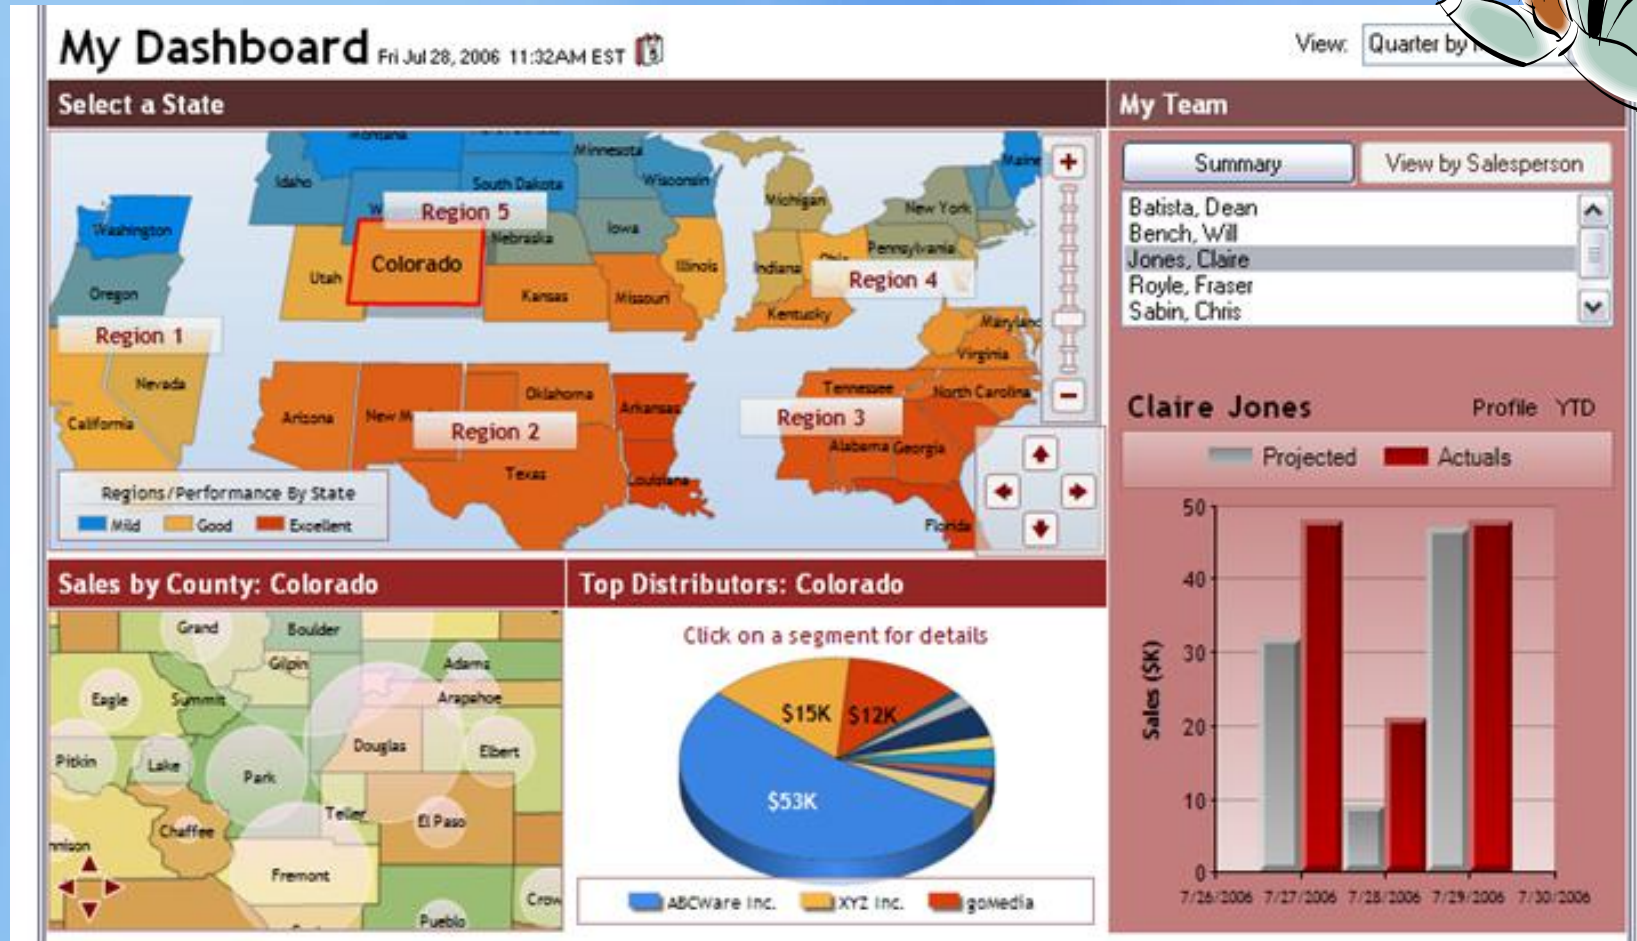 My Dashboard Fri Jul 28, 2006 11:32AM EST
View: Quarter by
Select a State
My Team
Summary
View by Salesperson
Batista, Dean
Bench, Will
Jones, Claire
Royle, Fraser
Sabin, Chris
Montana
Minnesota
Maine
Idaho
South Dakota
Wisconsin
Michigan
New York
Region 5
Washington
Nebraska
Iowa
Pennsylvania
Colorado
Utah
Illinois
Indiana
Ohio
Region 4
Oregon
Kansas
Missouri
Kentucky
Maryland
Region 1
Virginia
Nevada
Oklahoma
Tennessee
North Carolina
California
Arizona
New M
Arkansas
Region 3
Region 2
Alabama
Georgia
Texas
Louisiana
Florida
Regions/Performance By State
Mild
Good
Excellent
Claire Jones
Profile YTD
Projected
Actuals
Sales ($K)
50
40
30
20
10
0
7/26/2006 7/27/2006 7/28/2006 7/29/2006 7/30/2006
Sales by County: Colorado
Grand
Boulder
Gilpin
Adams
Eagle
Summit
Arapahoe
Douglas
Elbert
Pitkin
Lake
Park
Teller
El Paso
Chaffee
nnison
Fremont
Crow
Pueblo
Top Distributors: Colorado
Click on a segment for details
$15K
$12K
$53K
ABCWare Inc.
XYZ Inc.
goMedia